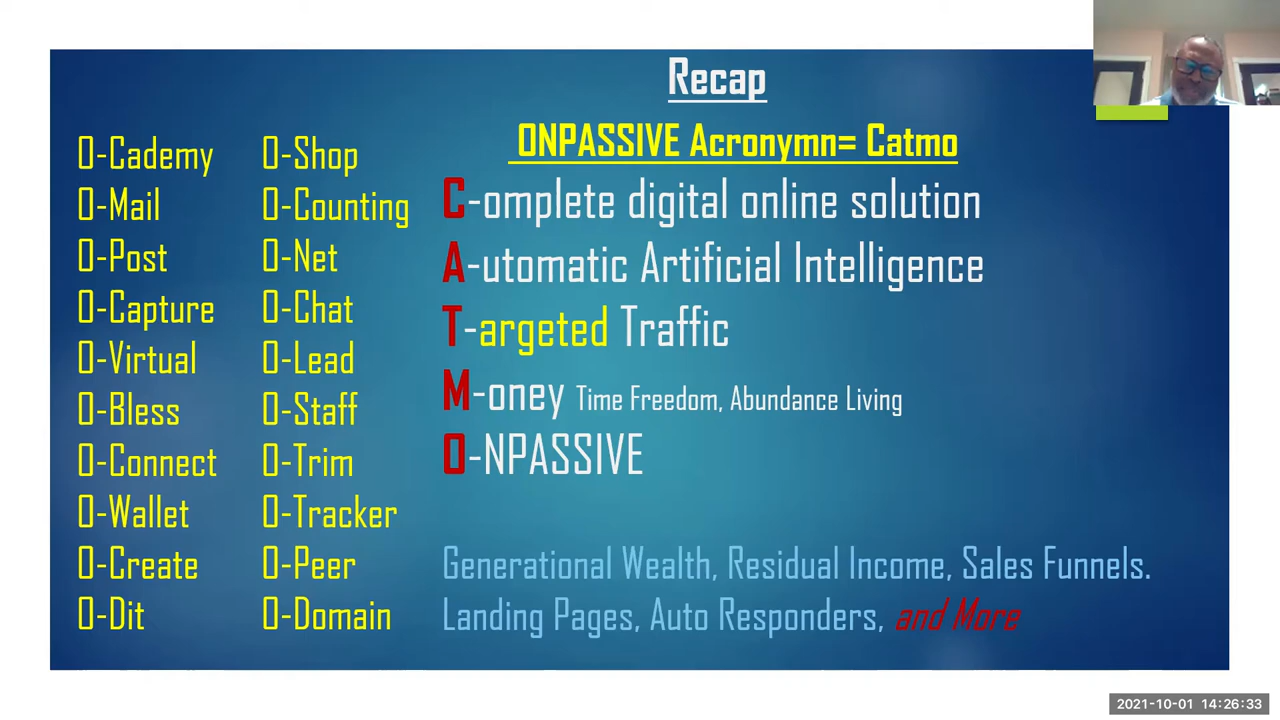 Recap
ONPASSIVE Acronymn= Catmo
O-Cademy
O-Mail
O-Post
O-Capture
O-Virtual
O-Bless
O-Connect
O-Wallet
O-Create
O-Dit
O-Shop
O-Counting
O-Net
O-Chat
O-Lead
O-Staff
O-Trim
O-Tracker
O-Peer
O-Domain
C-omplete digital online solution
A-utomatic Artificial Intelligence
T-argeted Traffic
M-oney Time Freedom, Abundance Living
O-NPASSIVE
Generational Wealth, Residual Income, Sales Funnels.
Landing Pages, Auto Responders, and More
2021-10-01 14:26:33